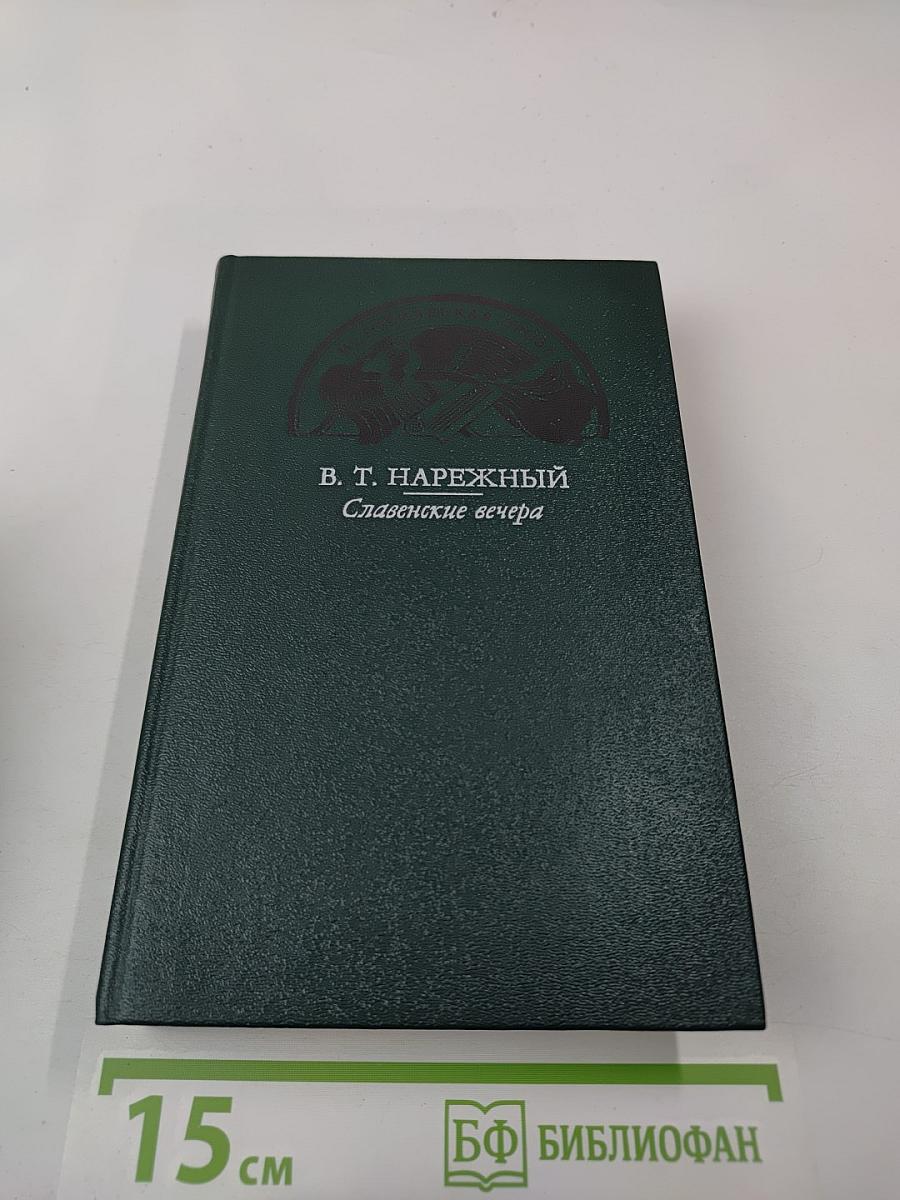 В. Т. НАРЕЖНЫЙ
Славенские вечера
15 см
БФ БИБЛИОФАН